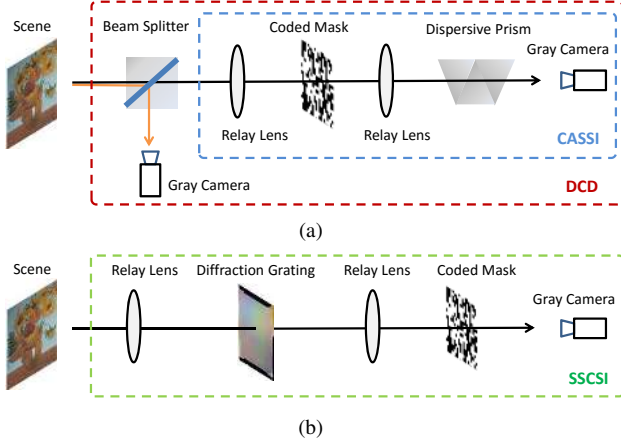 Scene
Beam Splitter
Coded Mask
Dispersive Prism
Gray Camera
Relay Lens
Relay Lens
CASSI
Gray Camera
DCD
(a)
Scene
Relay Lens
Diffraction Grating
Relay Lens
Coded Mask
Gray Camera
SSCSI
(b)